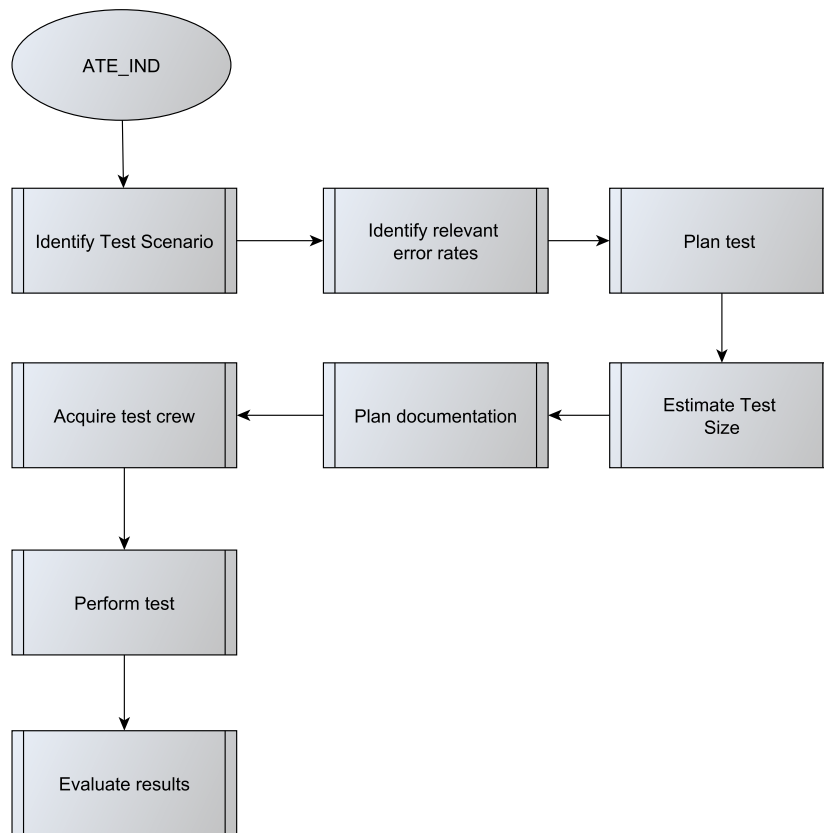 ATE_IND
Identify Test Scenario
Identify relevant
error rates
Plan test
Estimate Test
Size
Plan documentation
Acquire test crew
Perform test
Evaluate results